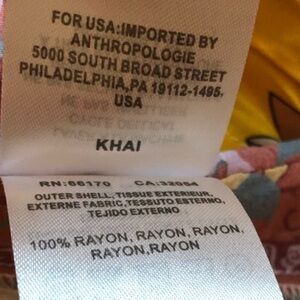 FOR USA:IMPORTED BY
ANTHROPOLOGIE
5000 SOUTH BROAD STREET
PHILADELPHIA,PA 19112-1495.
USA
KHAI
RN:66170 CA:32054
OUTER SHELL,TISSUE EXTERIEUR,
EXTERNE FABRIC,TESSUTO ESTERNO,
TEJIDO EXTERNO
100% RAYON, RAYON, RAYON,
RAYON,RAYON